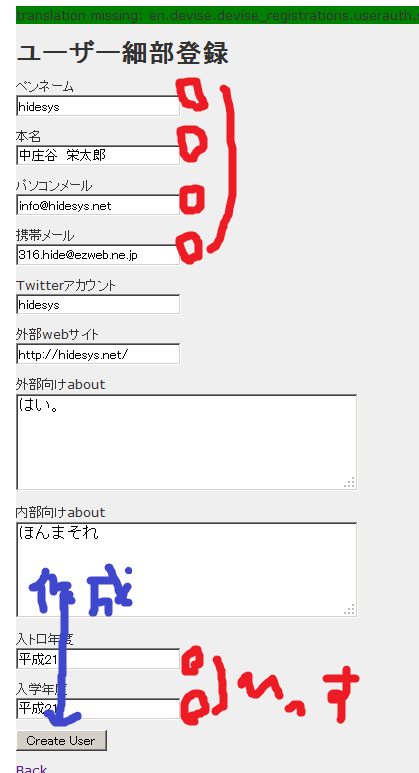 translation missing: en.devise.devise_registrations.userauth.
ユーザー細部登録
ペンネーム
hidesys
本名
中庄谷　栄太郎
パソコンメール
info@hidesys.net
携帯メール
316.hide@ezweb.ne.jp
Twitterアカウント
hidesys
外部webサイト
http://hidesys.net/
外部向けabout
はい。
内部向けabout
ほんまそれ
作成
入トロ年度
平成21
入学年度
平成21
Create User
Back